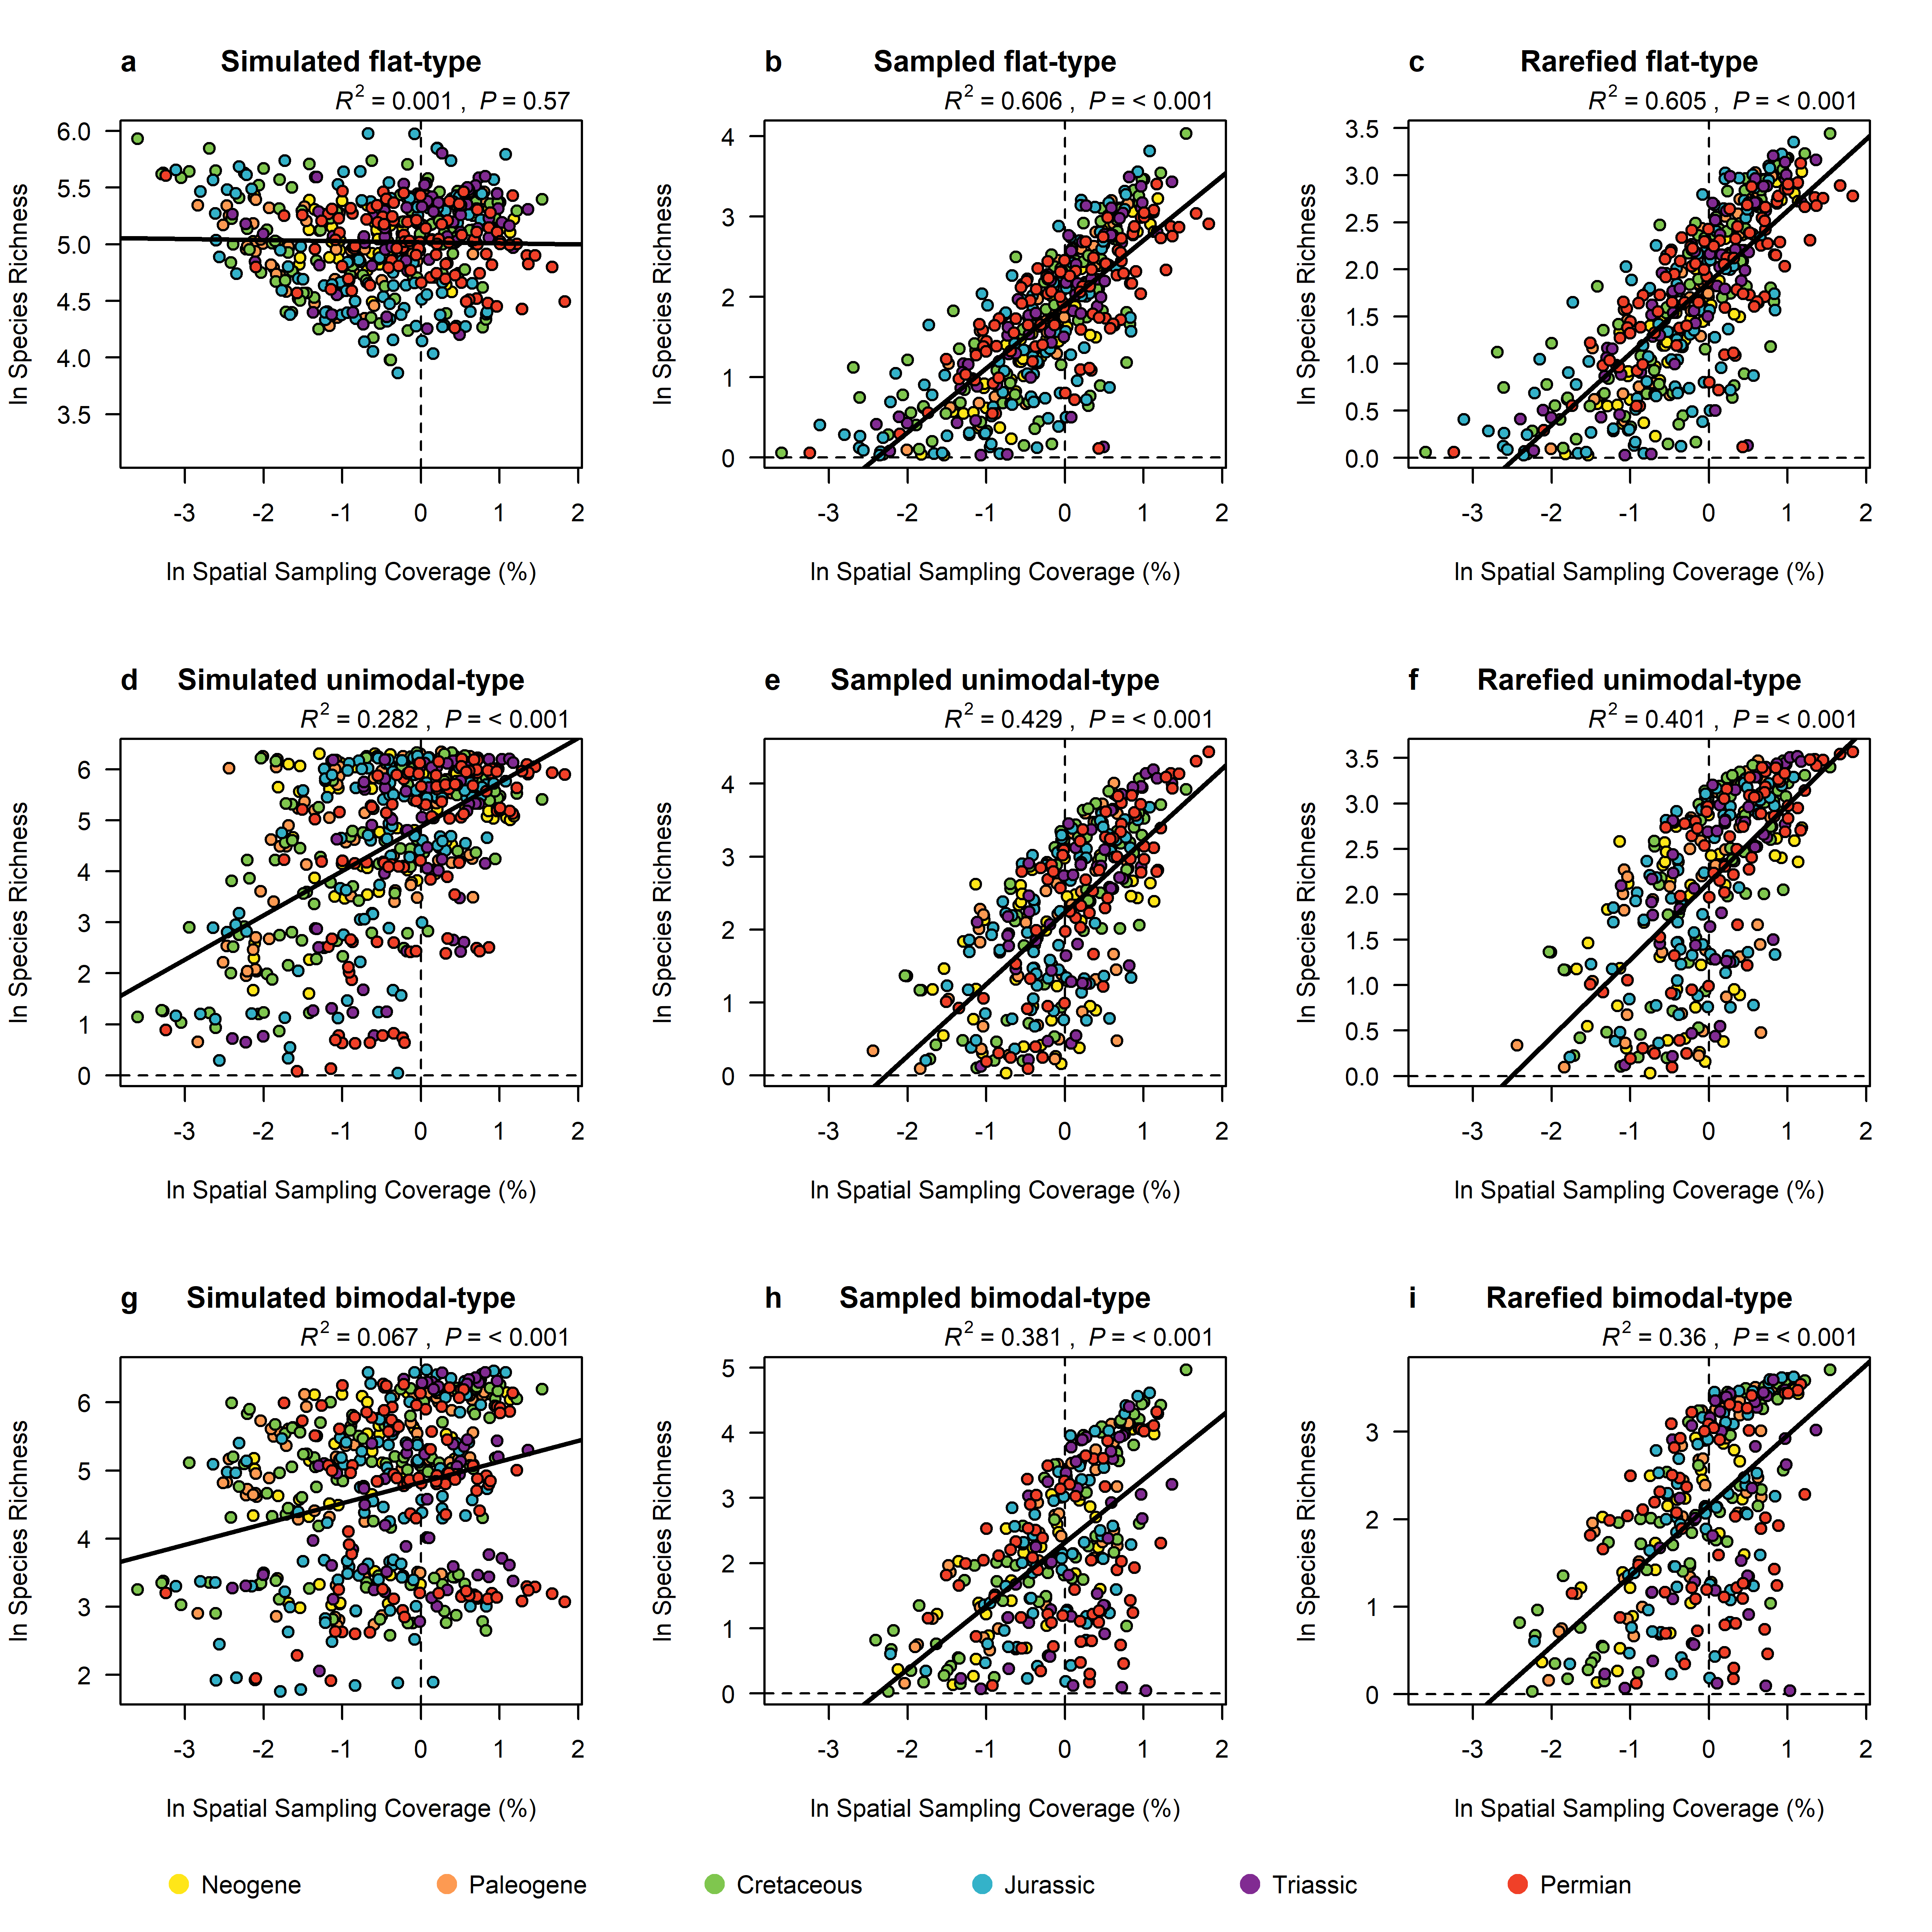 a Simulated flat-type
R2 = 0.001 , P = 0.57
6.0
5.5
5.0
4.5
4.0
3.5
ln Species Richness
-3 -2 -1 0 1 2
ln Spatial Sampling Coverage (%)
b Sampled flat-type
R2 = 0.606 , P = < 0.001
4
3
2
1
0
ln Species Richness
-3 -2 -1 0 1 2
ln Spatial Sampling Coverage (%)
c Rarefied flat-type
R2 = 0.605 , P = < 0.001
3.5
3.0
2.5
2.0
1.5
1.0
0.5
0.0
ln Species Richness
-3 -2 -1 0 1 2
ln Spatial Sampling Coverage (%)
d Simulated unimodal-type
R2 = 0.282 , P = < 0.001
6
5
4
3
2
1
0
ln Species Richness
-3 -2 -1 0 1 2
ln Spatial Sampling Coverage (%)
e Sampled unimodal-type
R2 = 0.429 , P = < 0.001
4
3
2
1
0
ln Species Richness
-3 -2 -1 0 1 2
ln Spatial Sampling Coverage (%)
f Rarefied unimodal-type
R2 = 0.401 , P = < 0.001
3.5
3.0
2.5
2.0
1.5
1.0
0.5
0.0
ln Species Richness
-3 -2 -1 0 1 2
ln Spatial Sampling Coverage (%)
g Simulated bimodal-type
R2 = 0.067 , P = < 0.001
6
5
4
3
2
ln Species Richness
-3 -2 -1 0 1 2
ln Spatial Sampling Coverage (%)
h Sampled bimodal-type
R2 = 0.381 , P = < 0.001
5
4
3
2
1
0
ln Species Richness
-3 -2 -1 0 1 2
ln Spatial Sampling Coverage (%)
i Rarefied bimodal-type
R2 = 0.36 , P = < 0.001
3
2
1
0
ln Species Richness
-3 -2 -1 0 1 2
ln Spatial Sampling Coverage (%)
Neogene Paleogene Cretaceous Jurassic Triassic Permian